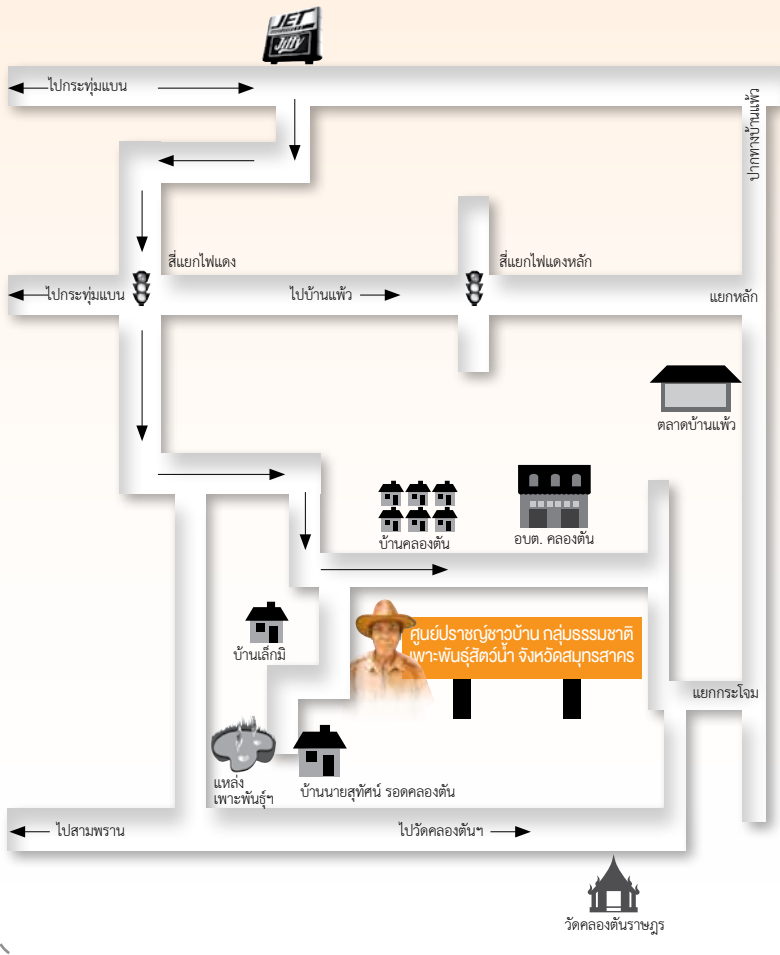 JET
Jiffy
ไปกระทุ่มแบน
ปากทางบ้านแพ้ว
สี่แยกไฟแดง
สี่แยกไฟแดงหลัก
ไปกระทุ่มแบน
ไปบ้านแพ้ว
แยกหลัก
ตลาดบ้านแพ้ว
บ้านคลองตัน
อบต. คลองตัน
ศูนย์ปราชญ์ชาวบ้าน กลุ่มธรรมชาติ
เพาะพันธุ์สัตว์น้ำ จังหวัดสมุทรสาคร
บ้านเล็กมิ
แยกกระโจม
แหล่ง
เพาะพันธุ์ฯ
บ้านนายสุทัศน์ รอดคลองตัน
ไปสามพราน
ไปวัดคลองตันฯ
วัดคลองตันราษฎร